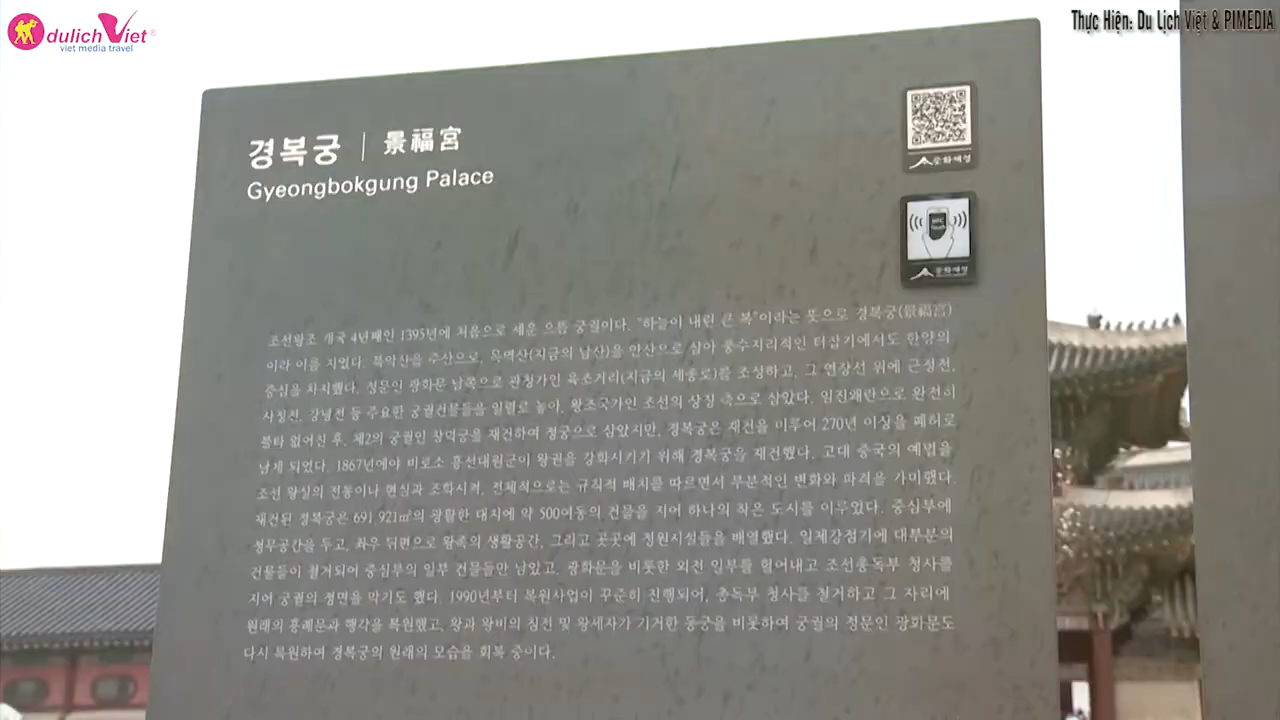 dulichViet®
viet media travel
Thực Hiện: Du Lịch Việt & PIMEDIA
경복궁 | 景福宮
Gyeongbokgung Palace
문화재청
문화재청
조선왕조 개국 4년째인 1395년에 처음으로 세운 으뜸 궁궐이다. "하늘이 내린 큰 복"이라는 뜻으로 경복궁(景福宮)
이라 이름 지었다. 북악산을 주산으로, 목멱산(지금의 남산)을 안산으로 삼아 풍수지리적인 터잡기에서도 한양의
중심을 차지했다. 정문인 광화문 남쪽으로 관청가인 육조거리(지금의 세종로)를 조성하고, 그 연장선 위에 근정전,
사정전, 강녕전 등 주요한 궁궐건물들을 일렬로 놓아, 왕조국가인 조선의 상징 축으로 삼았다. 임진왜란으로 완전히
불타 없어진 후, 제2의 궁궐인 창덕궁을 재건하여 정궁으로 삼았지만, 경복궁은 재건을 미루어 270년 이상을 폐허로
남게 되었다. 1867년에야 비로소 흥선대원군이 왕권을 강화시키기 위해 경복궁을 재건했다. 고대 중국의 예법을
조선 왕실의 전통이나 현실과 조화시켜, 전체적으로는 규칙적 배치를 따르면서 부분적인 변화와 파격을 가미했다.
재건된 경복궁은 691,921㎡의 광활한 대지에 약 500여동의 건물을 지어 하나의 작은 도시를 이루었다. 중심부에
정무공간을 두고, 좌우 뒤편으로 왕족의 생활공간, 그리고 곳곳에 정원시설들을 배열했다. 일제강점기에 대부분의
건물들이 철거되어 중심부의 일부 건물들만 남았고, 광화문을 비롯한 외전 일부를 헐어내고 조선총독부 청사를
지어 궁궐의 정면을 막기도 했다. 1990년부터 복원사업이 꾸준히 진행되어, 총독부 청사를 철거하고 그 자리에
원래의 흥례문과 행각을 복원했고, 왕과 왕비의 침전 및 왕세자가 기거한 동궁을 비롯하여 궁궐의 정문인 광화문도
다시 복원하여 경복궁의 원래의 모습을 회복 중이다.